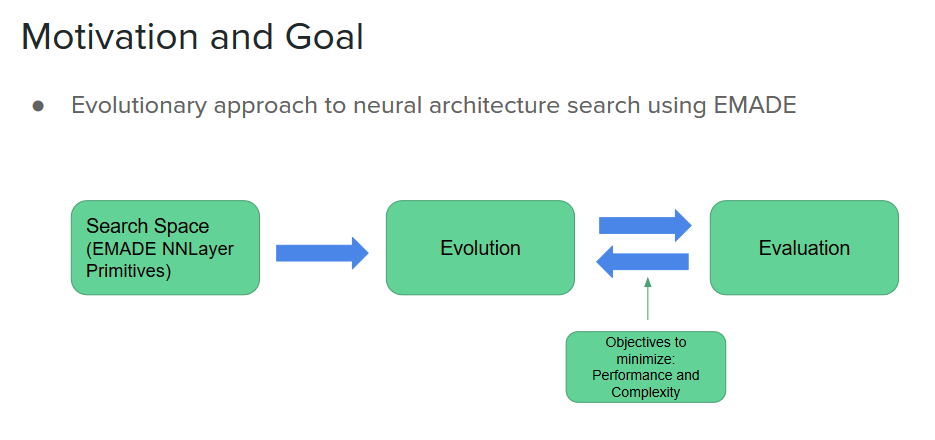 Motivation and Goal
● Evolutionary approach to neural architecture search using EMADE
Search Space
(EMADE NNLayer
Primitives)
Evolution
Evaluation
Objectives to
minimize:
Performance and
Complexity